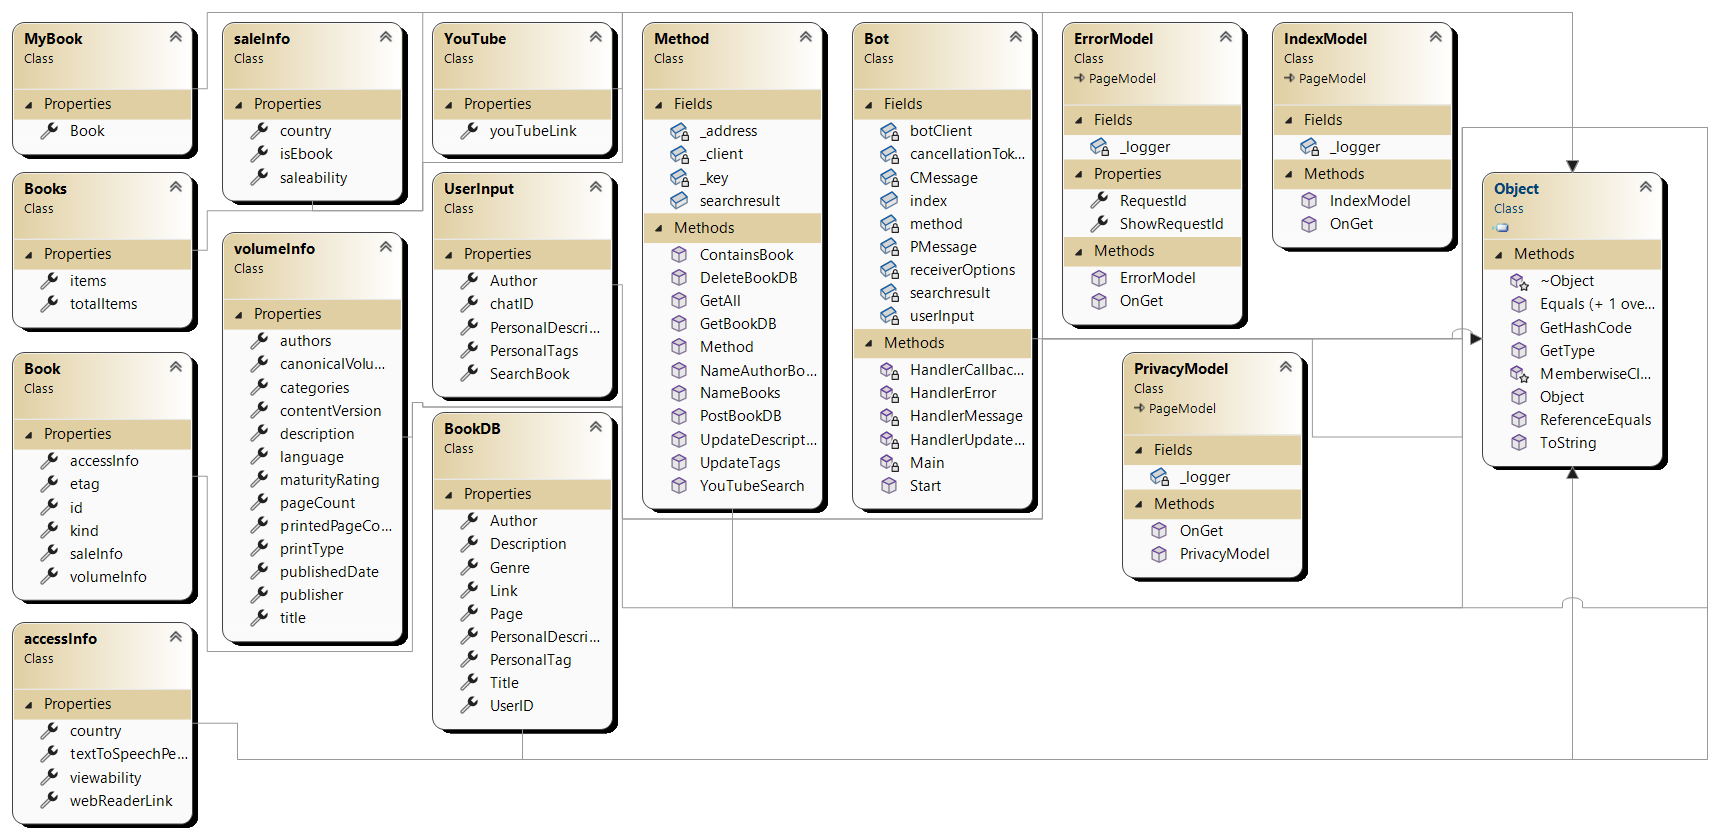 MyBook
Class
Properties
Book
Books
Class
Properties
items
totalItems
Book
Class
Properties
accessInfo
etag
id
kind
saleInfo
volumeInfo
accessInfo
Class
Properties
country
textToSpeechPe...
viewability
webReaderLink
saleInfo
Class
Properties
country
isEbook
saleability
volumeInfo
Class
Properties
authors
canonicalVolu...
categories
contentVersion
description
language
maturityRating
pageCount
printedPageCo...
printType
publishedDate
publisher
title
YouTube
Class
Properties
youTubeLink
UserInput
Class
Properties
Author
chatID
PersonalDescri...
PersonalTags
SearchBook
BookDB
Class
Properties
Author
Description
Genre
Link
Page
PersonalDescri...
PersonalTag
Title
UserID
Method
Class
Fields
_address
_client
_key
searchresult
Methods
ContainsBook
DeleteBookDB
GetAll
GetBookDB
Method
NameAuthorBo...
NameBooks
PostBookDB
UpdateDescript...
UpdateTags
YouTubeSearch
Bot
Class
Fields
botClient
cancellationTok...
CMessage
index
method
PMessage
receiverOptions
searchresult
userInput
Methods
HandlerCallbac...
HandlerError
HandlerMessage
HandlerUpdate...
Main
Start
ErrorModel
Class
PageModel
Fields
_logger
Properties
RequestId
ShowRequestId
Methods
ErrorModel
OnGet
PrivacyModel
Class
PageModel
Fields
_logger
Methods
OnGet
PrivacyModel
IndexModel
Class
PageModel
Fields
_logger
Methods
IndexModel
OnGet
Object
Class
Methods
~Object
Equals (+ 1 ove...
GetHashCode
GetType
MemberwiseCl...
Object
ReferenceEquals
ToString